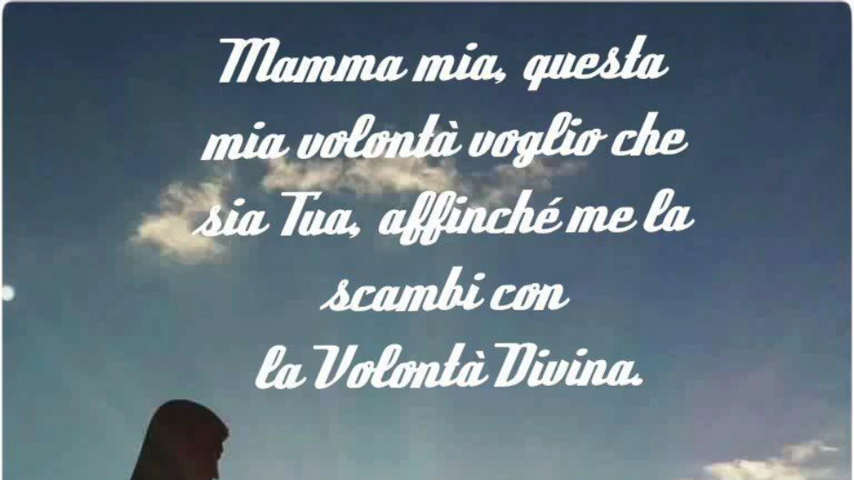 Mamma mia, questa
mia volontà voglio che
sia Tua, affinché me la
scambi con
la Volontà Divina.